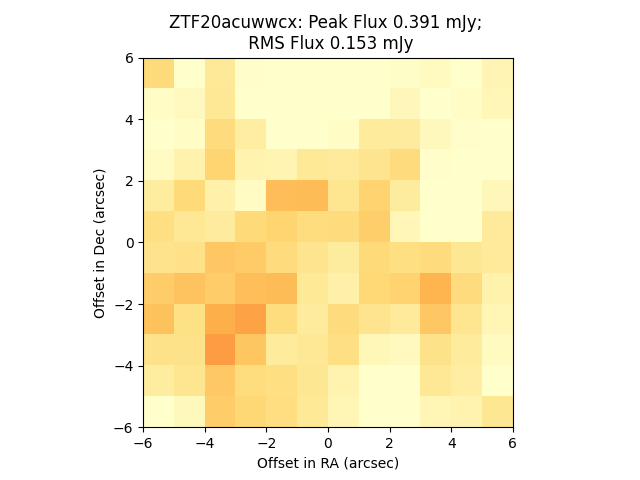 ZTF20acuwwcx: Peak Flux 0.391 mJy;
RMS Flux 0.153 mJy
6
4
2
0
−2
−4
−6
Offset in Dec (arcsec)
−6 −4 −2 0 2 4 6
Offset in RA (arcsec)